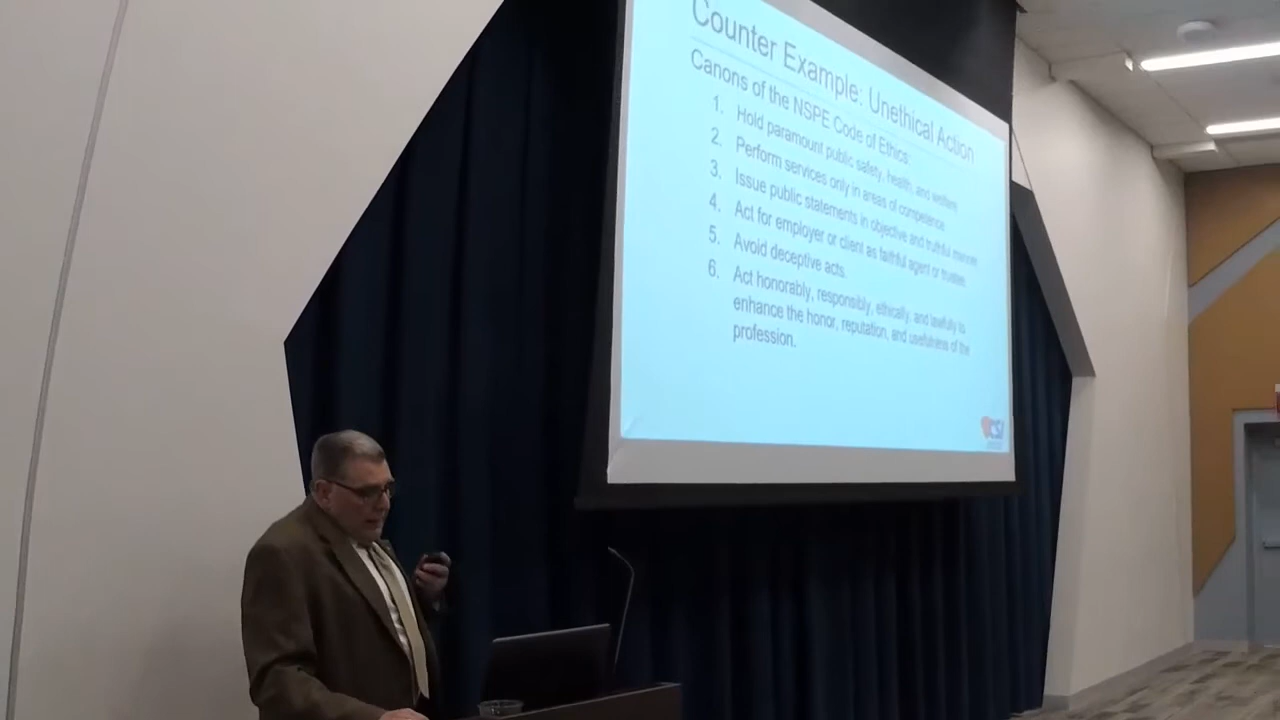 Counter Example: Unethical Action
Canons of the NSPE Code of Ethics:
1. Hold paramount public safety, health, and welfare.
2. Perform services only in areas of competence.
3. Issue public statements in objective and truthful manner.
4. Act for employer or client as faithful agent or trustee.
5. Avoid deceptive acts.
6. Act honorably, responsibly, ethically, and lawfully to
enhance the honor, reputation, and usefulness of the
profession.
CSI